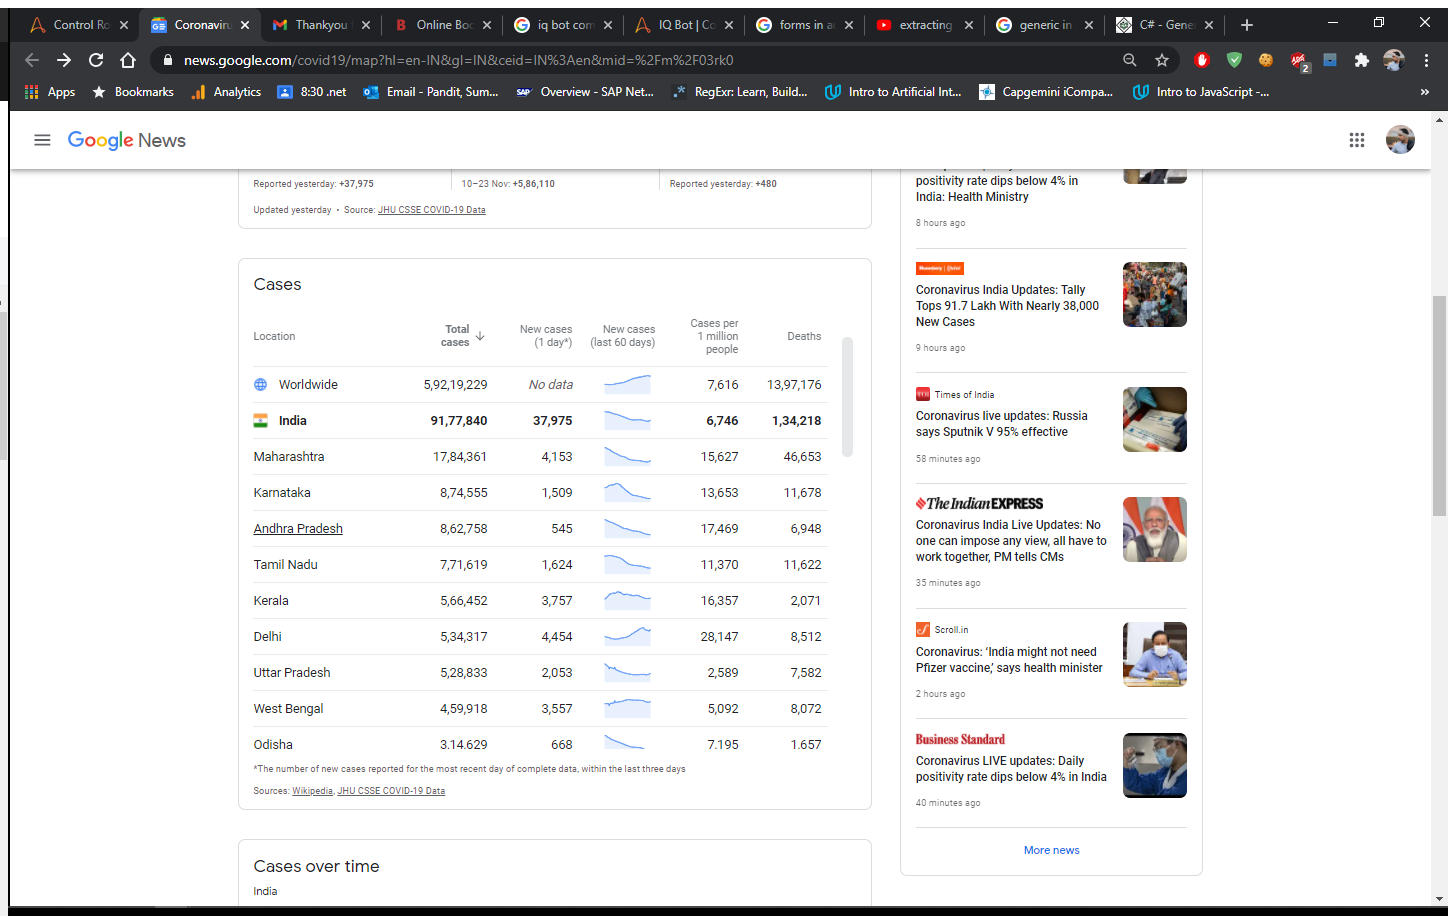 Control Ro
Coronaviru
Thankyou
Online Boo
iq bot com
IQ Bot | Co
forms in a
extracting
generic in
C# - Gene
news.google.com/covid19/map?hl=en-IN&gl=IN&ceid=IN%3Aen&mid=%2Fm%2F03rk0
2
Apps
Bookmarks
Analytics
8:30 .net
Email - Pandit, Sum...
Overview - SAP Net...
RegExr: Learn, Build...
Intro to Artificial Int...
Capgemini iCompa...
Intro to JavaScript -...
»
Google News
Reported yesterday: +37,975
10–23 Nov: +5,86,110
Reported yesterday: +480
Updated yesterday • Source: JHU CSSE COVID-19 Data
Cases
Location Total cases New cases (1 day*) New cases (last 60 days) Cases per 1 million people Deaths
Worldwide 5,92,19,229 No data 7,616 13,97,176
India 91,77,840 37,975 6,746 1,34,218
Maharashtra 17,84,361 4,153 15,627 46,653
Karnataka 8,74,555 1,509 13,653 11,678
Andhra Pradesh 8,62,758 545 17,469 6,948
Tamil Nadu 7,71,619 1,624 11,370 11,622
Kerala 5,66,452 3,757 16,357 2,071
Delhi 5,34,317 4,454 28,147 8,512
Uttar Pradesh 5,28,833 2,053 2,589 7,582
West Bengal 4,59,918 3,557 5,092 8,072
Odisha 3,14,629 668 7,195 1,657
*The number of new cases reported for the most recent day of complete data, within the last three days
Sources: Wikipedia, JHU CSSE COVID-19 Data
Cases over time
India
positivity rate dips below 4% in
India: Health Ministry
8 hours ago
Coronavirus India Updates: Tally
Tops 91.7 Lakh With Nearly 38,000
New Cases
9 hours ago
Times of India
Coronavirus live updates: Russia
says Sputnik V 95% effective
58 minutes ago
The Indian EXPRESS
Coronavirus India Live Updates: No
one can impose any view, all have to
work together, PM tells CMs
35 minutes ago
Scroll.in
Coronavirus: ‘India might not need
Pfizer vaccine,’ says health minister
2 hours ago
Business Standard
Coronavirus LIVE updates: Daily
positivity rate dips below 4% in India
40 minutes ago
More news